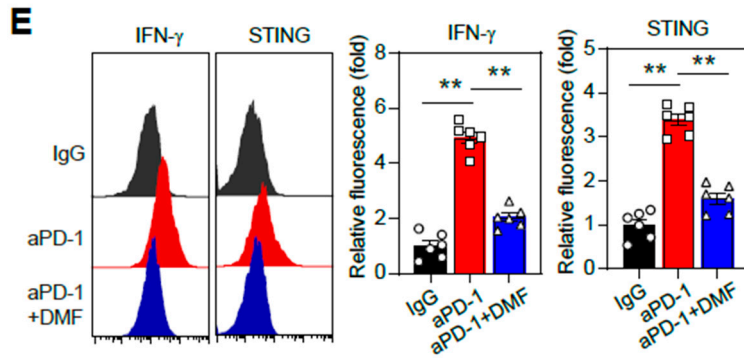 E
IFN-γ STING
IgG
aPD-1
aPD-1
+DMF
IFN-γ
Relative fluorescence (fold)
8
6
4
2
0
** **
IgG
aPD-1
aPD-1+DMF
STING
Relative fluorescence (fold)
5
4
3
2
1
0
** **
IgG
aPD-1
aPD-1+DMF